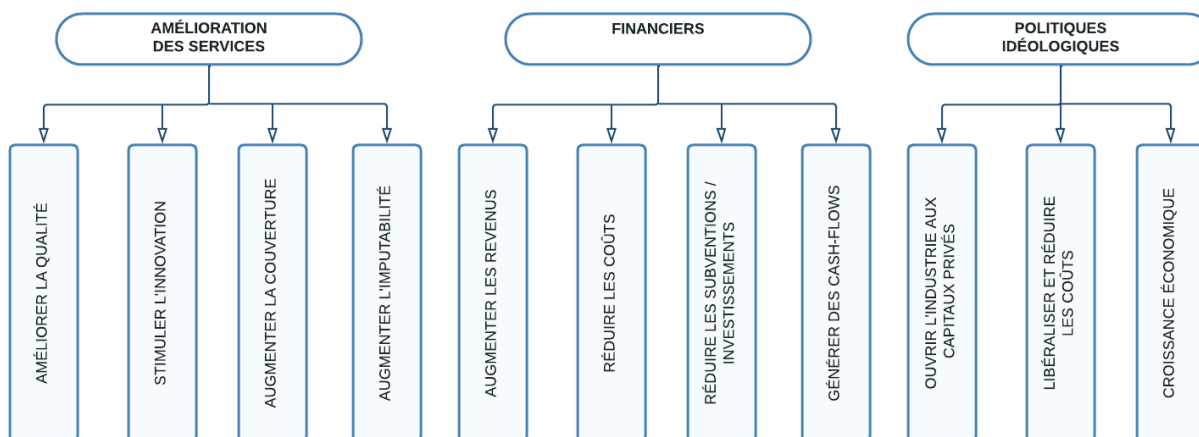 AMÉLIORATION
DES SERVICES
FINANCIERS
POLITIQUES
IDÉOLOGIQUES
AMÉLIORER LA QUALITÉ
STIMULER L'INNOVATION
AUGMENTER LA COUVERTURE
AUGMENTER L'IMPUTABILITÉ
AUGMENTER LES REVENUS
RÉDUIRE LES COÛTS
RÉDUIRE LES SUBVENTIONS /
INVESTISSEMENTS
GÉNÉRER DES CASH-FLOWS
OUVRIR L'INDUSTRIE AUX
CAPITAUX PRIVÉS
LIBÉRALISER ET RÉDUIRE
LES COÛTS
CROISSANCE ÉCONOMIQUE